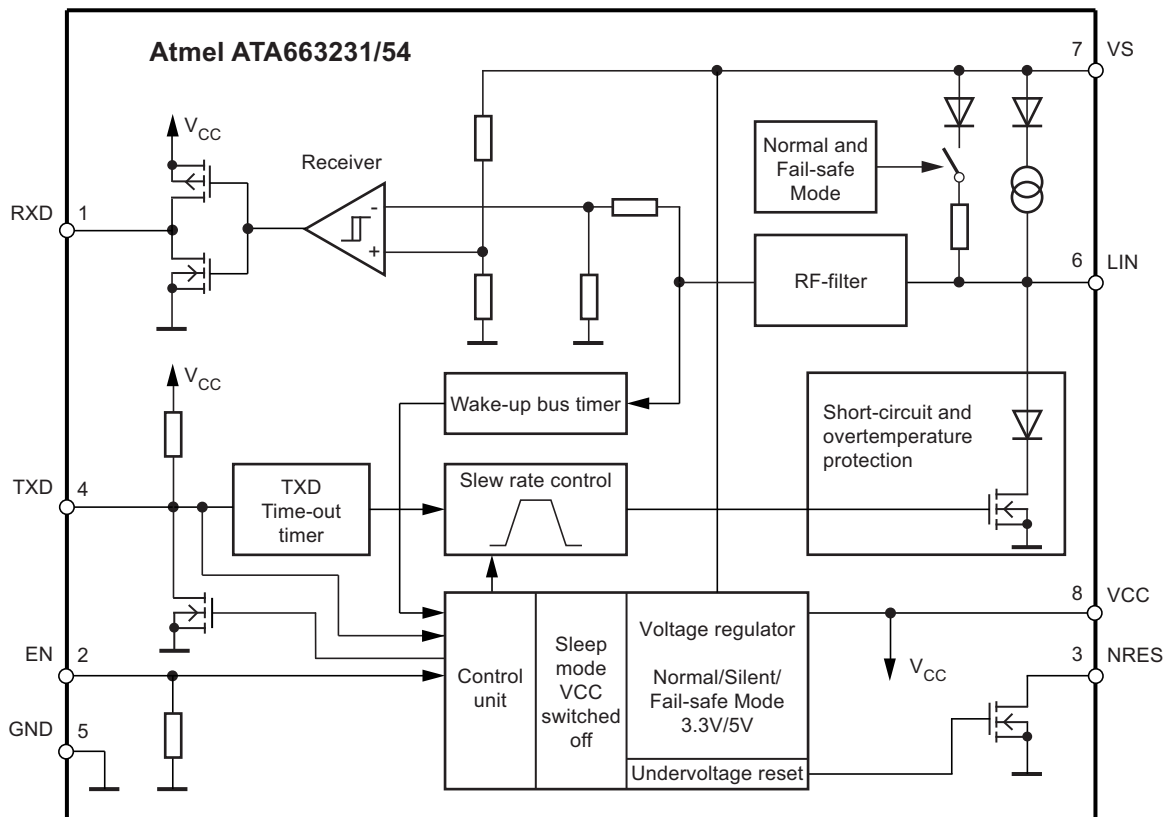 Atmel ATA663231/54
7
VS
VCC
Receiver
Normal and
Fail-safe
Mode
RXD
1
-
+
RF-filter
6
LIN
VCC
Wake-up bus timer
Short-circuit and
overtemperature
protection
TXD
4
TXD
Time-out
timer
Slew rate control
8
VCC
EN
2
Control
unit
Sleep
mode
VCC
switched
off
Voltage regulator
Normal/Silent/
Fail-safe Mode
3.3V/5V
VCC
3
NRES
GND
5
Undervoltage reset